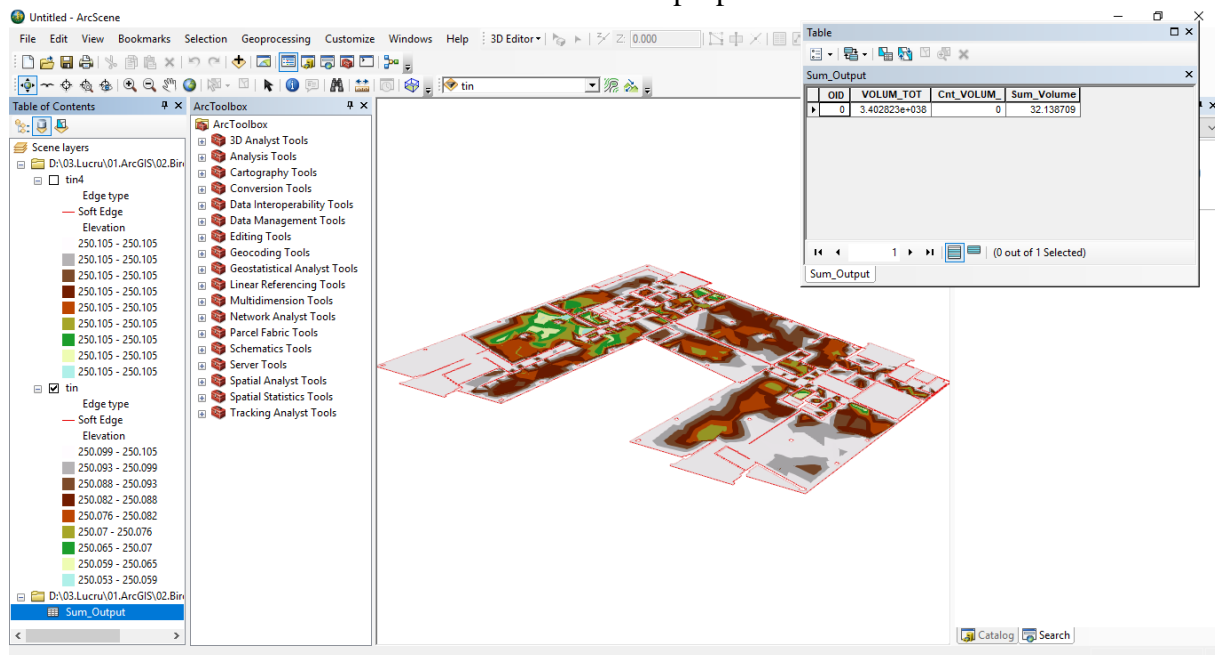 Untitled - ArcScene
File Edit View Bookmarks Selection Geoprocessing Customize Windows Help 3D Editor Z: 0.000
tin
Table of Contents
Scene layers
D:\03.Lucru\01.ArcGIS\02.Bir
tin4
Edge type
Soft Edge
Elevation
250.105 - 250.105
250.105 - 250.105
250.105 - 250.105
250.105 - 250.105
250.105 - 250.105
250.105 - 250.105
250.105 - 250.105
250.105 - 250.105
250.105 - 250.105
tin
Edge type
Soft Edge
Elevation
250.099 - 250.105
250.093 - 250.099
250.088 - 250.093
250.082 - 250.088
250.076 - 250.082
250.07 - 250.076
250.065 - 250.07
250.059 - 250.065
250.053 - 250.059
D:\03.Lucru\01.ArcGIS\02.Bir
Sum_Output
ArcToolbox
ArcToolbox
3D Analyst Tools
Analysis Tools
Cartography Tools
Conversion Tools
Data Interoperability Tools
Data Management Tools
Editing Tools
Geocoding Tools
Geostatistical Analyst Tools
Linear Referencing Tools
Multidimension Tools
Network Analyst Tools
Parcel Fabric Tools
Schematics Tools
Server Tools
Spatial Analyst Tools
Spatial Statistics Tools
Tracking Analyst Tools
Table
Sum_Output
OID VOLUM_TOT Cnt_VOLUM_ Sum_Volume
0 3.402823e+038 0 32.138709
1 (0 out of 1 Selected)
Sum_Output
Catalog Search